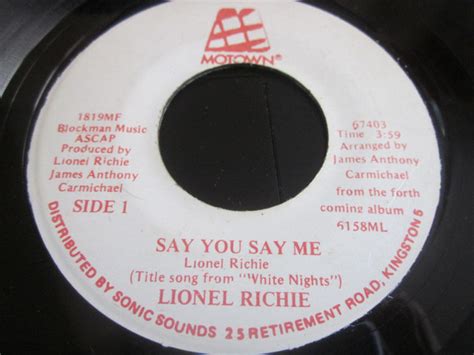 MOTOWN®
1819MF
Blockman Music
ASCAP
Produced by
Lionel Richie
James Anthony
Carmichael
SIDE 1
67403
Time 3:59
Arranged by
James Anthony
Carmichael
from the forth
coming album
6158ML
SAY YOU SAY ME
Lionel Richie
(Title song from "White Nights")
LIONEL RICHIE
DISTRIBUTED BY SONIC SOUNDS 25 RETIREMENT ROAD, KINGSTON 5